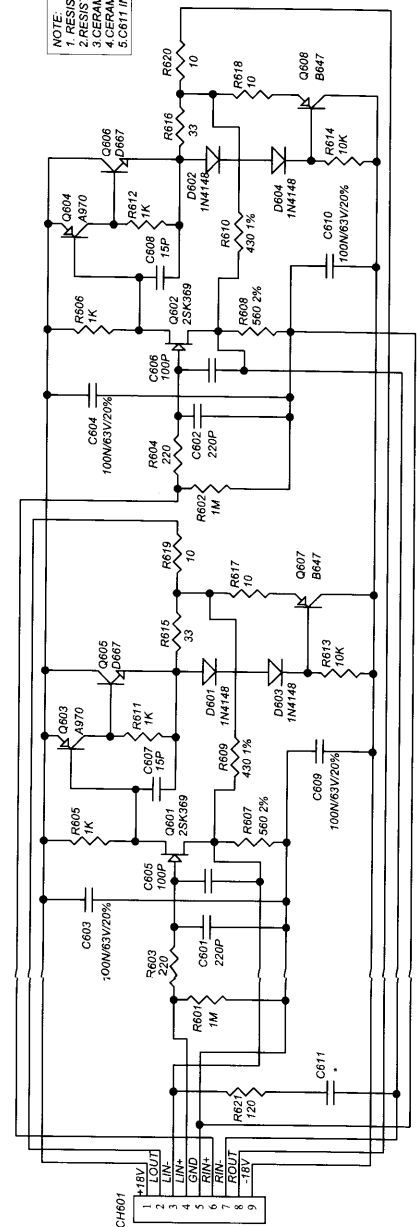 NOTE:
1. RESIS
2.RESIS
3.CERAM
4.CERAM
5.C611 I
R620
10
R618
10
Q608
B647
R616
33
Q606
D667
D602
1N4148
D604
1N4148
R614
10K
Q604
A970
R612
1K
C608
15P
R610
430 1%
C610
100N/63V/20%
R606
1K
Q602
2SK369
R608
560 2%
C606
100P
C604
100N/63V/20%
R604
220
C602
220P
R602
1M
R619
10
R617
10
Q607
B647
R615
33
Q605
D667
D601
1N4148
D603
1N4148
R613
10K
Q603
A970
R611
1K
C607
15P
R609
430 1%
C609
100N/63V/20%
R605
1K
Q601
2SK369
R607
560 2%
C605
100P
C603
100N/63V/20%
R603
220
C601
220P
R601
1M
R621
120
C611
*
CH601
1 +18V
2 LOUT
3 LIN-
4 LIN+
5 GND
6 RIN+
7 RIN-
8 ROUT
9 -18V